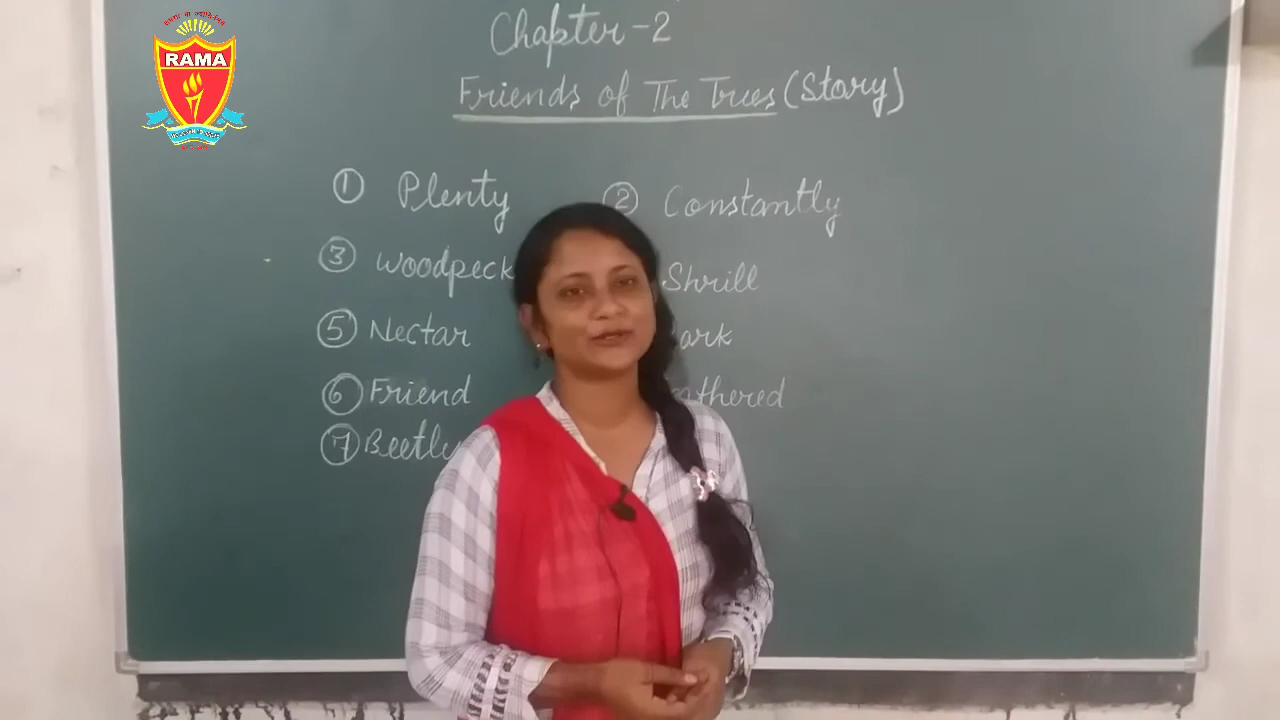 RAMA
Chapter-2
Friends of The Trees (Story)
① Plenty ② Constantly
③ Woodpeck Shrill
⑤ Nectar ark
⑥ Friend athered
⑦ Beetly